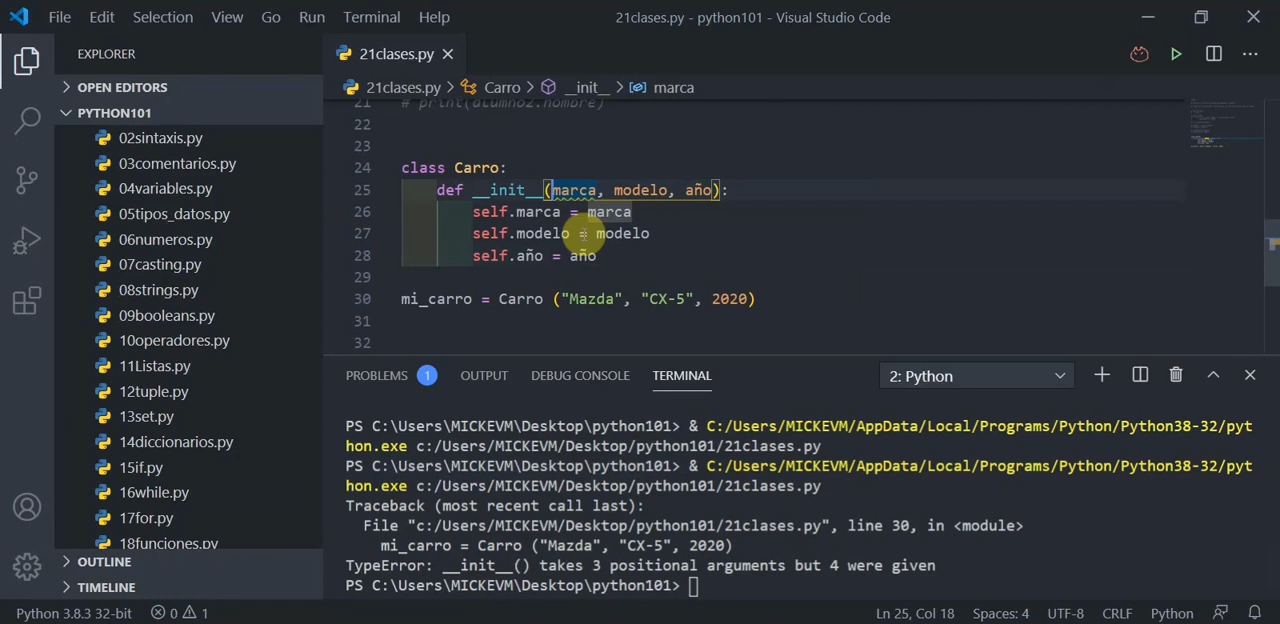 File Edit Selection View Go Run Terminal Help 21clases.py - python101 - Visual Studio Code
EXPLORER
OPEN EDITORS
PYTHON101
02sintaxis.py
03comentarios.py
04variables.py
05tipos_datos.py
06numeros.py
07casting.py
08strings.py
09booleans.py
10operadores.py
11Listas.py
12tuple.py
13set.py
14diccionarios.py
15if.py
16while.py
17for.py
18funciones.py
OUTLINE
TIMELINE
21clases.py
21clases.py > Carro > __init__ > marca
21 # print(alumno2.nombre)
22
23
24 class Carro:
25 def __init__(marca, modelo, año):
26 self.marca = marca
27 self.modelo = modelo
28 self.año = año
29
30 mi_carro = Carro ("Mazda", "CX-5", 2020)
31
32
PROBLEMS 1 OUTPUT DEBUG CONSOLE TERMINAL 2: Python
PS C:\Users\MICKEVM\Desktop\python101> & C:/Users/MICKEVM/AppData/Local/Programs/Python/Python38-32/pyt
hon.exe c:/Users/MICKEVM/Desktop/python101/21clases.py
PS C:\Users\MICKEVM\Desktop\python101> & C:/Users/MICKEVM/AppData/Local/Programs/Python/Python38-32/pyt
hon.exe c:/Users/MICKEVM/Desktop/python101/21clases.py
Traceback (most recent call last):
File "c:/Users/MICKEVM/Desktop/python101/21clases.py", line 30, in <module>
mi_carro = Carro ("Mazda", "CX-5", 2020)
TypeError: __init__() takes 3 positional arguments but 4 were given
PS C:\Users\MICKEVM\Desktop\python101>
Python 3.8.3 32-bit 0 1 Ln 25, Col 18 Spaces: 4 UTF-8 CRLF Python